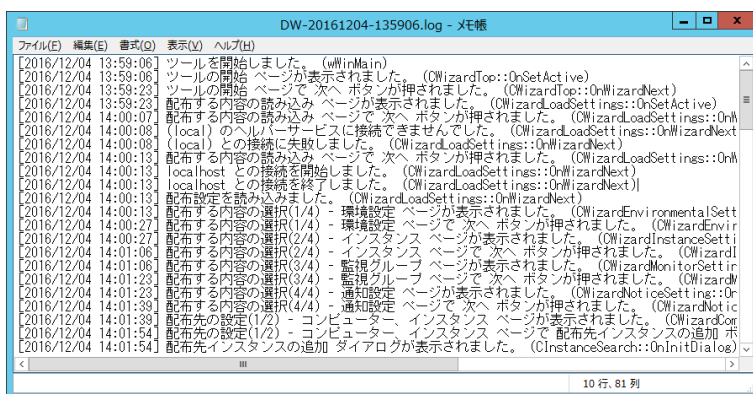 DW-20161204-135906.log - メモ帳
ファイル(F) 編集(E) 書式(O) 表示(V) ヘルプ(H)
[2016/12/04 13:59:06] ツールを開始しました。 (wWinMain)
[2016/12/04 13:59:06] ツールの開始 ページが表示されました。 (CWizardTop::OnSetActive)
[2016/12/04 13:59:23] ツールの開始 ページで 次へ ボタンが押されました。 (CWizardTop::OnWizardNext)
[2016/12/04 13:59:23] 配布する内容の読み込み ページが表示されました。 (CWizardLoadSettings::OnSetActive)
[2016/12/04 14:00:07] 配布する内容の読み込み ページで 次へ ボタンが押されました。 (CWizardLoadSettings::OnW
[2016/12/04 14:00:08] (local) のヘルパーサービスに接続できませんでした。 (CWizardLoadSettings::OnWizardNext
[2016/12/04 14:00:08] (local) との接続に失敗しました。 (CWizardLoadSettings::OnWizardNext)
[2016/12/04 14:00:13] 配布する内容の読み込み ページで 次へ ボタンが押されました。 (CWizardLoadSettings::OnW
[2016/12/04 14:00:13] localhost との接続を開始しました。 (CWizardLoadSettings::OnWizardNext)
[2016/12/04 14:00:13] localhost との接続を終了しました。 (CWizardLoadSettings::OnWizardNext)
[2016/12/04 14:00:13] 配布設定を読み込みました。 (CWizardLoadSettings::OnWizardNext)
[2016/12/04 14:00:13] 配布する内容の選択(1/4) - 環境設定 ページが表示されました。 (CWizardEnvironmentalSett
[2016/12/04 14:00:27] 配布する内容の選択(1/4) - 環境設定 ページで 次へ ボタンが押されました。 (CWizardEnvir
[2016/12/04 14:00:27] 配布する内容の選択(2/4) - インスタンス ページが表示されました。 (CWizardInstanceSetti
[2016/12/04 14:01:06] 配布する内容の選択(2/4) - インスタンス ページで 次へ ボタンが押されました。 (CWizardI
[2016/12/04 14:01:06] 配布する内容の選択(3/4) - 監視グループ ページが表示されました。 (CWizardMonitorSettin
[2016/12/04 14:01:23] 配布する内容の選択(3/4) - 監視グループ ページで 次へ ボタンが押されました。 (CWizardM
[2016/12/04 14:01:23] 配布する内容の選択(4/4) - 通知設定 ページが表示されました。 (CWizardNoticeSetting::Or
[2016/12/04 14:01:39] 配布する内容の選択(4/4) - 通知設定 ページで 次へ ボタンが押されました。 (CWizardNotic
[2016/12/04 14:01:39] 配布先の設定(1/2) - コンピューター、インスタンス ページが表示されました。 (CWizardCom
[2016/12/04 14:01:54] 配布先の設定(1/2) - コンピューター、インスタンス ページで 配布先インスタンスの追加 ボ
[2016/12/04 14:01:54] 配布先インスタンスの追加 ダイアログが表示されました。 (CInstanceSearch::OnInitDialog)
10 行、81 列